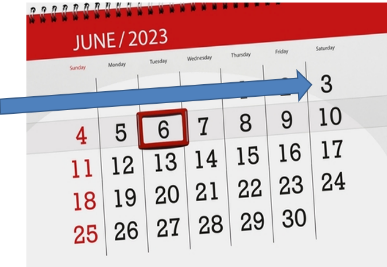 JUNE / 2023
Sunday Monday Tuesday Wednesday Thursday Friday Saturday
3
4 5 6 7 8 9 10
11 12 13 14 15 16 17
18 19 20 21 22 23 24
25 26 27 28 29 30